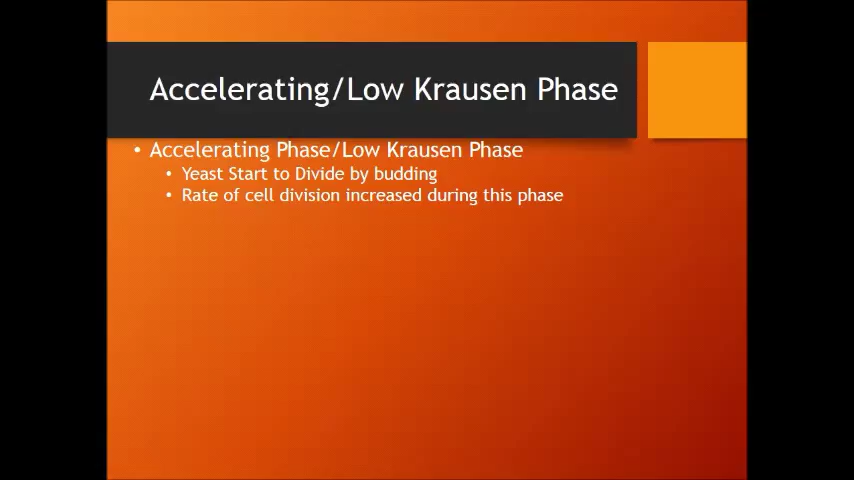 Accelerating/Low Krausen Phase
• Accelerating Phase/Low Krausen Phase
• Yeast Start to Divide by budding
• Rate of cell division increased during this phase